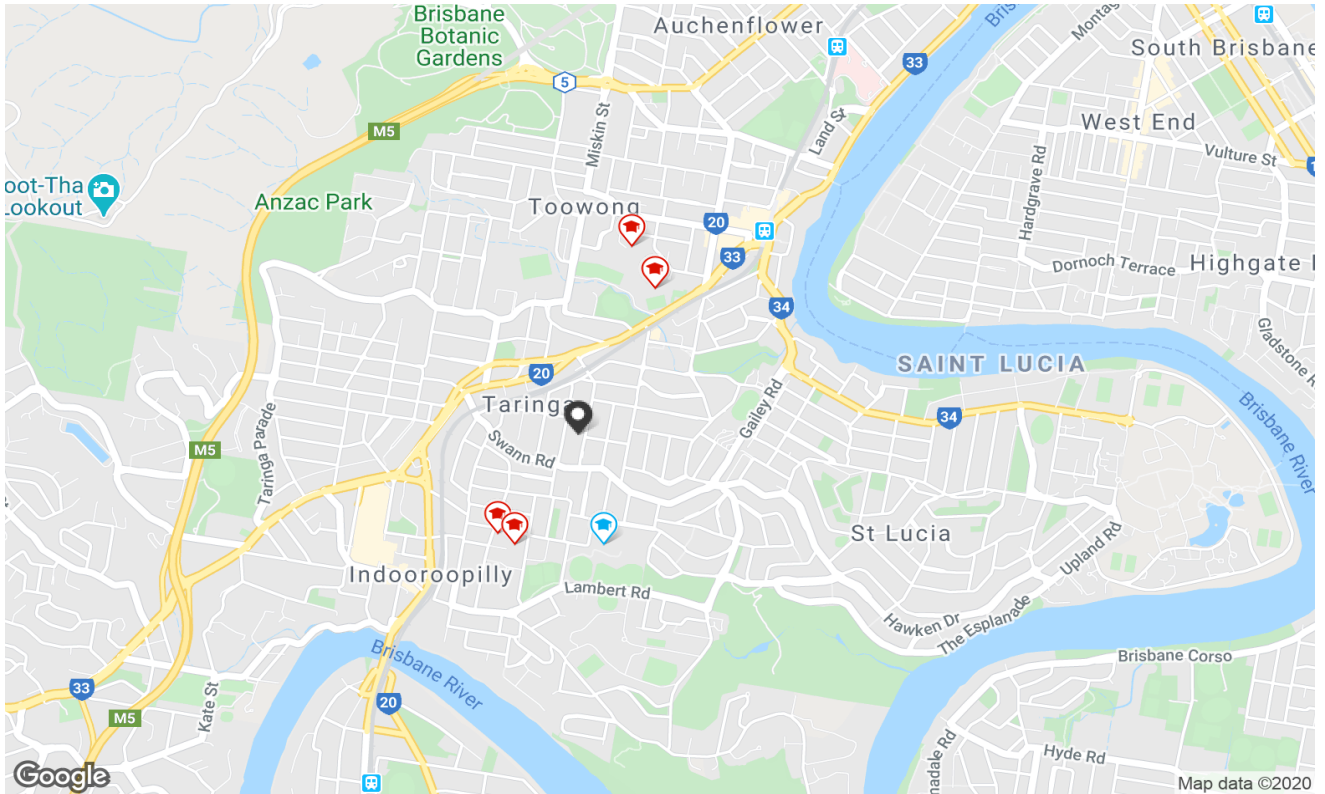 Brisbane
Botanic
Gardens
Auchenflower
South Brisbane
33
5
M5
Miskin St
Land St
West End
Vulture St
oot-Tha
Lookout
Anzac Park
Toowong
20
33
Hardgrave Rd
Dornoch Terrace
Highgate
34
SAINT LUCIA
20
Taringa
Gailey Rd
34
Brisbane River
Taringa Parade
M5
Swann Rd
St Lucia
Upland Rd
Indooroopilly
Lambert Rd
Hawken Dr
The Esplanade
Brisbane River
Brisbane Corso
33
M5
Kate St
20
Hyde Rd
Google
Map data ©2020